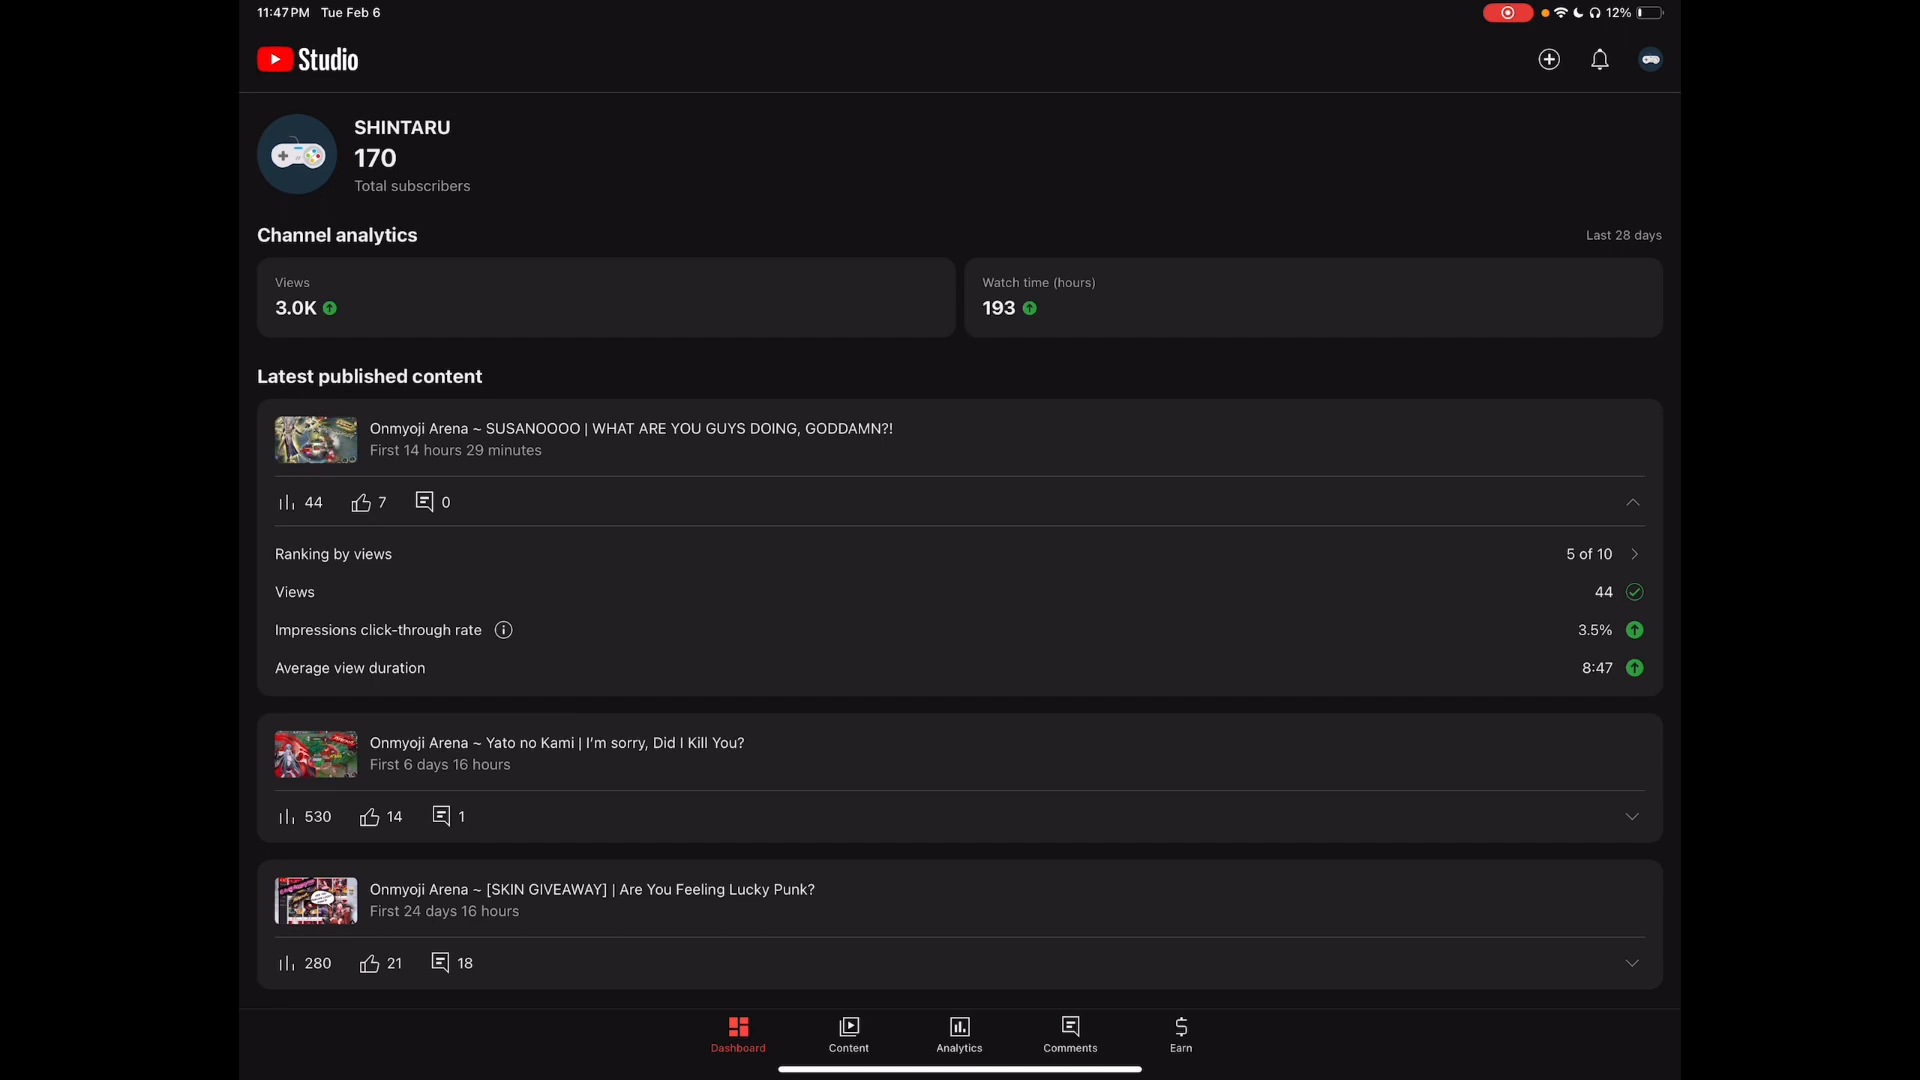 11:47 PM Tue Feb 6
12%
Studio
SHINTARU
170
Total subscribers
Channel analytics
Last 28 days
Views
3.0K
Watch time (hours)
193
Latest published content
Onmyoji Arena ~ SUSANOOOO | WHAT ARE YOU GUYS DOING, GODDAMN?!
First 14 hours 29 minutes
44 7 0
Ranking by views 5 of 10
Views 44
Impressions click-through rate 3.5%
Average view duration 8:47
Onmyoji Arena ~ Yato no Kami | I'm sorry, Did I Kill You?
First 6 days 16 hours
530 14 1
Onmyoji Arena ~ [SKIN GIVEAWAY] | Are You Feeling Lucky Punk?
First 24 days 16 hours
280 21 18
Dashboard Content Analytics Comments Earn